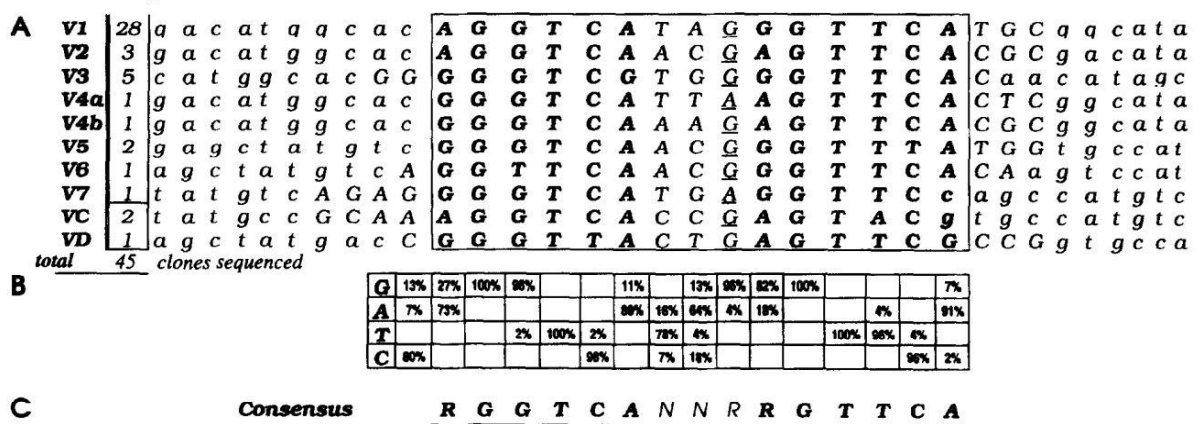 A V1 28 g a c a t g g c a c A G G T C A T A G G G T T C A T G C g g c a t a
V2 3 g a c a t g g c a c A G G T C A A C G A G T T C A C G C g a c a t a
V3 5 c a t g g c a c G G G G G T C G T G G G G T T C A C a a c a t a g c
V4a 1 g a c a t g g c a c G G G T C A T T A A G T T C A C T C g g c a t a
V4b 1 g a c a t g g c a c G G G T C A A A G A G T T C A C G C g g c a t a
V5 2 g a g c t a t g t c G G G T C A A C G G G T T T A T G G t g c c a t
V6 1 a g c t a t g t c A G G T T C A A C G G G T T C A C A a g t c c a t
V7 1 t a t g t c A G A G G G G T C A T G A G G T T C c a g c c a t g t c
VC 2 t a t g c c G C A A A G G T C A C C G A G T A C g t g c c a t g t c
VD 1 a g c t a t g a c C G G G T T A C T G A G T T C G C C G g t g c c a
total 45 clones sequenced
B G 13% 27% 100% 98% 11% 13% 96% 82% 100% 7%
A 7% 73% 89% 16% 64% 4% 18% 4% 91%
T 2% 100% 2% 78% 4% 100% 96% 4%
C 80% 98% 7% 18% 96% 2%
C Consensus R G G T C A N N R R G T T C A